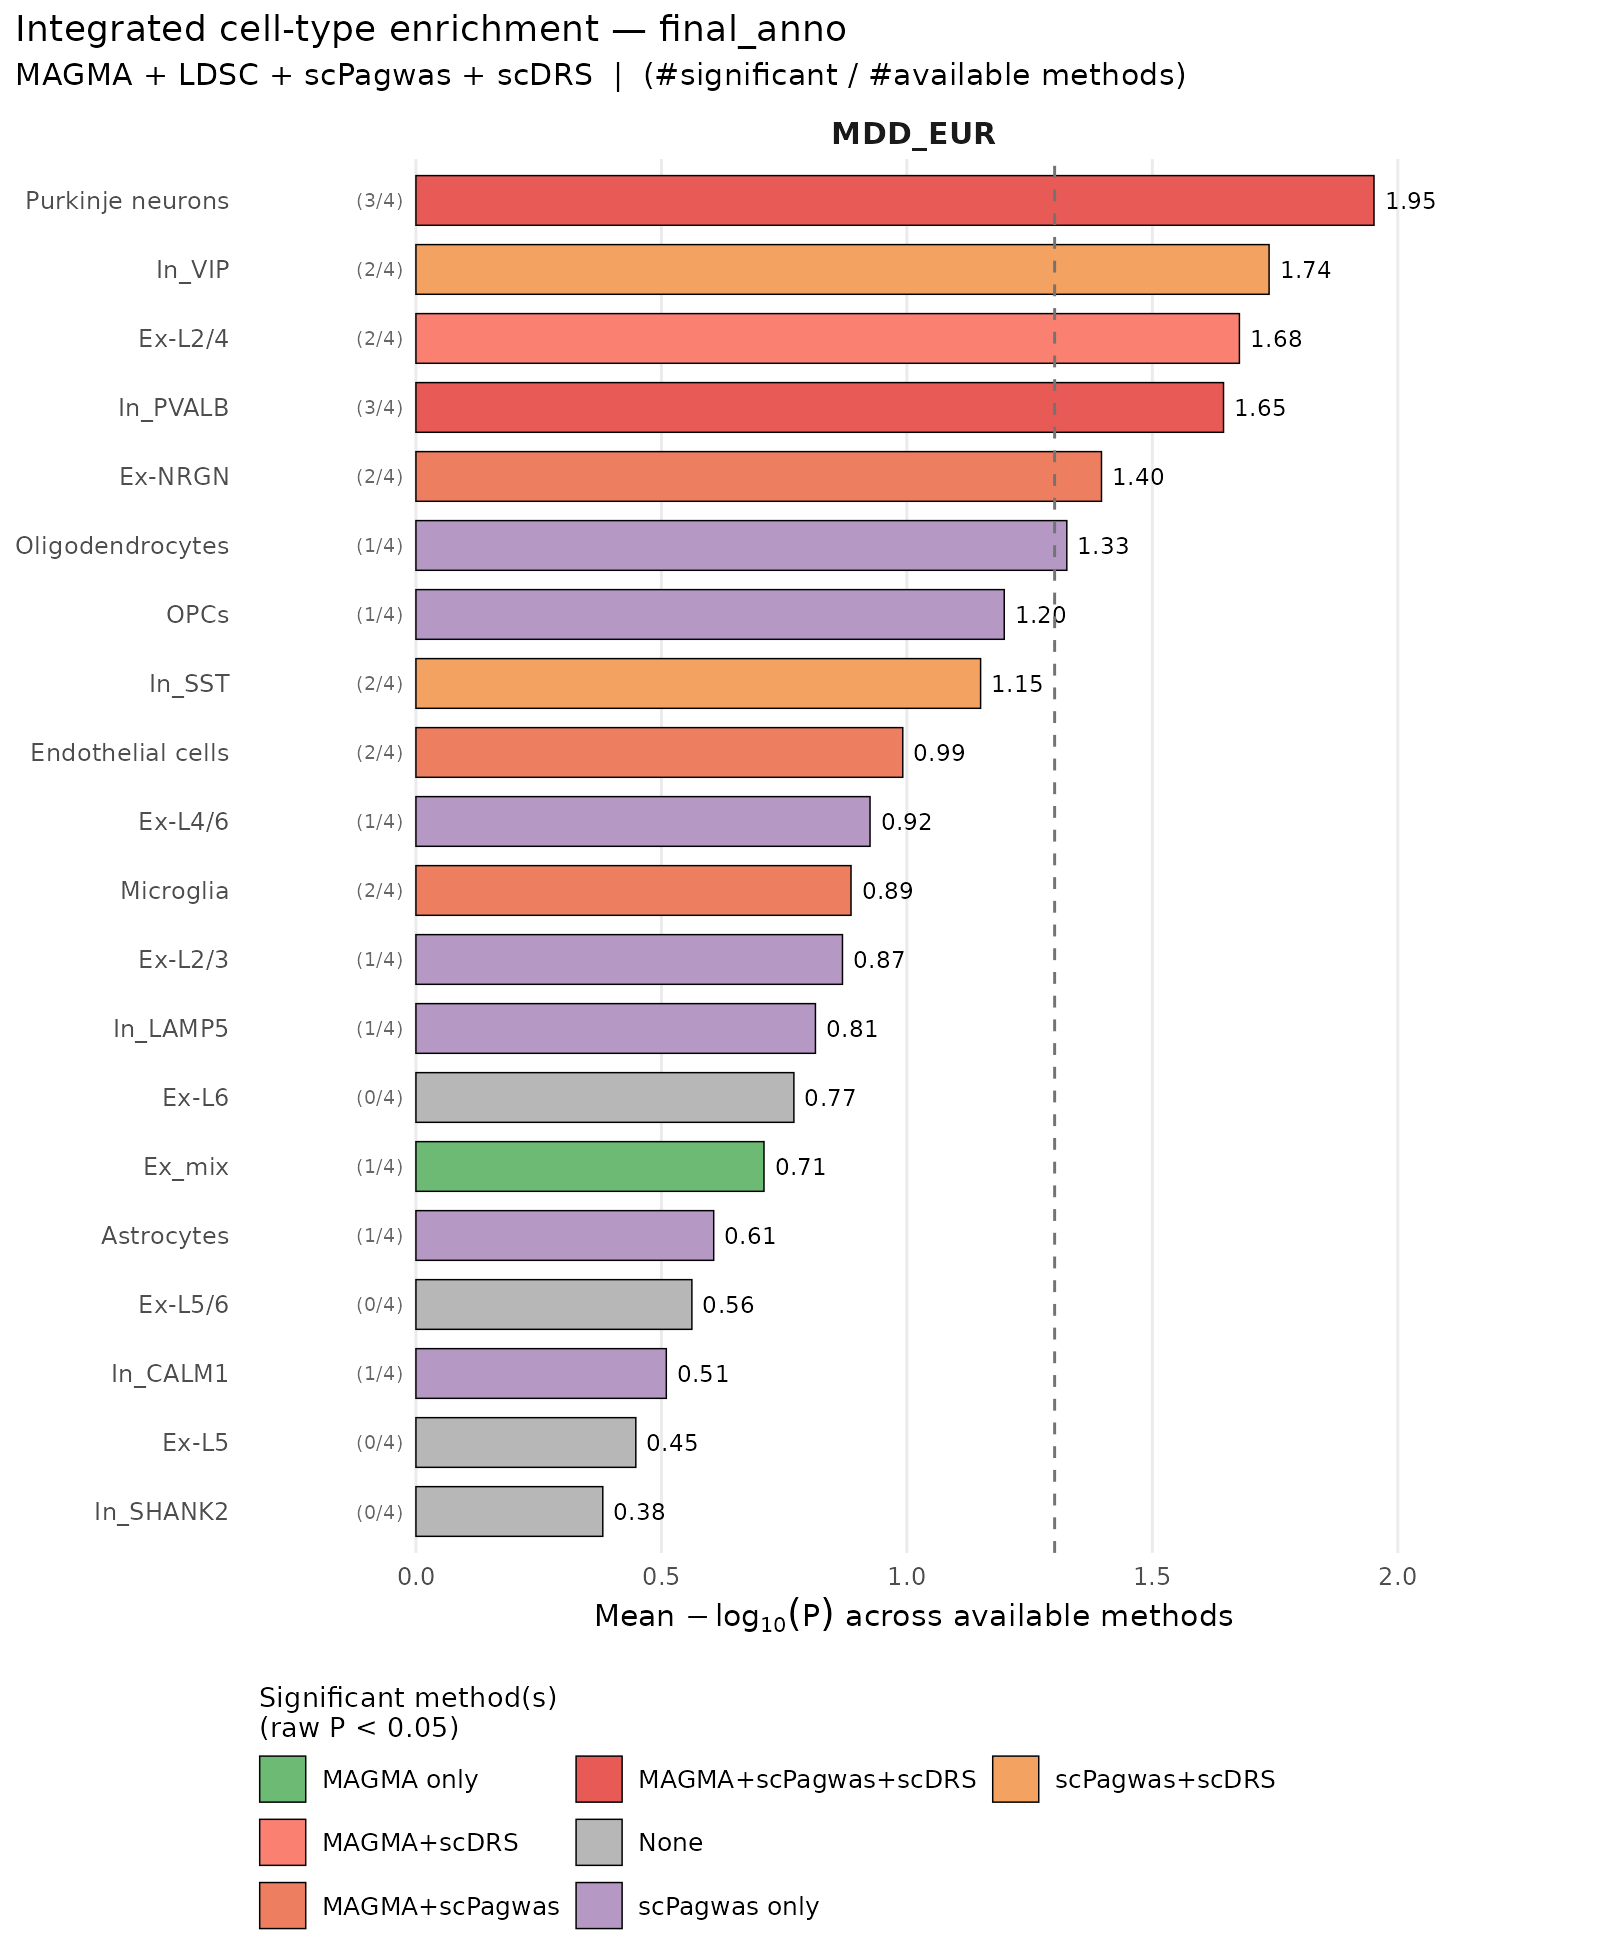 Integrated cell-type enrichment — final_anno
MAGMA + LDSC + scPagwas + scDRS | (#significant / #available methods)
MDD_EUR
Purkinje neurons (3/4) 1.95
In_VIP (2/4) 1.74
Ex-L2/4 (2/4) 1.68
In_PVALB (3/4) 1.65
Ex-NRGN (2/4) 1.40
Oligodendrocytes (1/4) 1.33
OPCs (1/4) 1.20
In_SST (2/4) 1.15
Endothelial cells (2/4) 0.99
Ex-L4/6 (1/4) 0.92
Microglia (2/4) 0.89
Ex-L2/3 (1/4) 0.87
In_LAMP5 (1/4) 0.81
Ex-L6 (0/4) 0.77
Ex_mix (1/4) 0.71
Astrocytes (1/4) 0.61
Ex-L5/6 (0/4) 0.56
In_CALM1 (1/4) 0.51
Ex-L5 (0/4) 0.45
In_SHANK2 (0/4) 0.38
0.0 0.5 1.0 1.5 2.0
Mean −log₁₀(P) across available methods
Significant method(s)
(raw P < 0.05)
MAGMA only MAGMA+scPagwas+scDRS scPagwas+scDRS
MAGMA+scDRS None
MAGMA+scPagwas scPagwas only